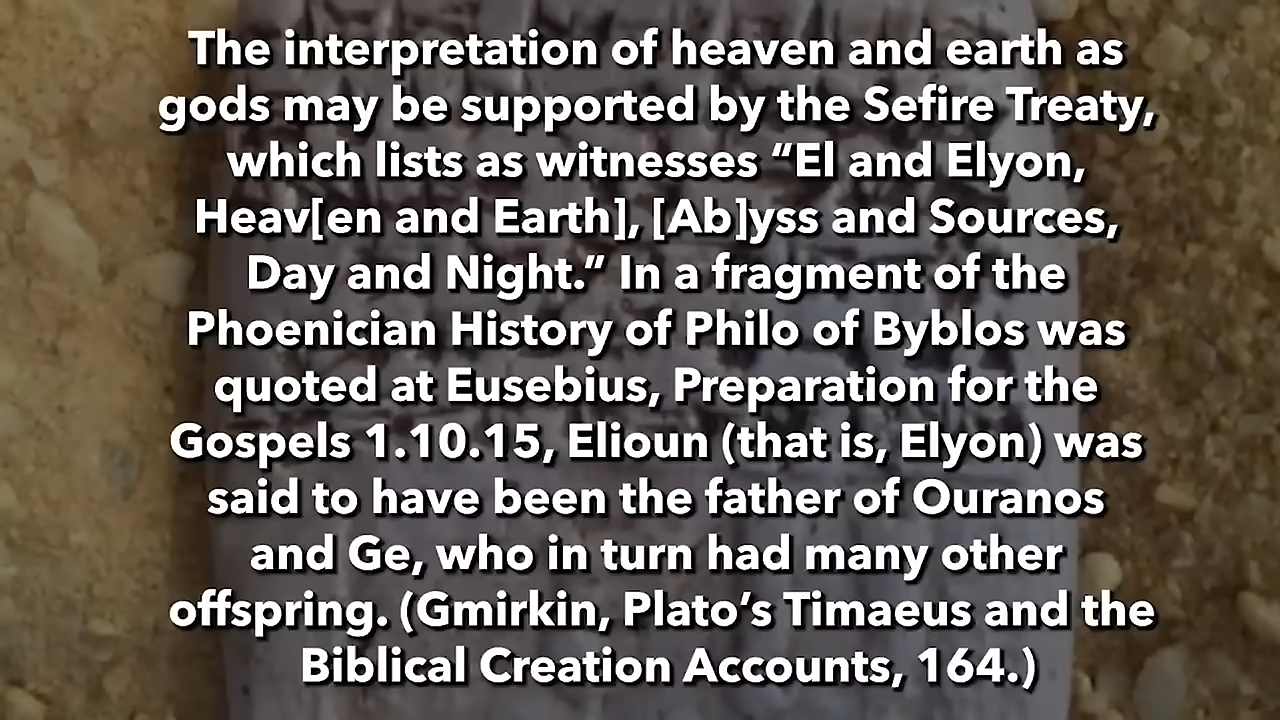 The interpretation of heaven and earth as
gods may be supported by the Sefire Treaty,
which lists as witnesses “El and Elyon,
Heav[en and Earth], [Ab]yss and Sources,
Day and Night.” In a fragment of the
Phoenician History of Philo of Byblos was
quoted at Eusebius, Preparation for the
Gospels 1.10.15, Elioun (that is, Elyon) was
said to have been the father of Ouranos
and Ge, who in turn had many other
offspring. (Gmirkin, Plato’s Timaeus and the
Biblical Creation Accounts, 164.)